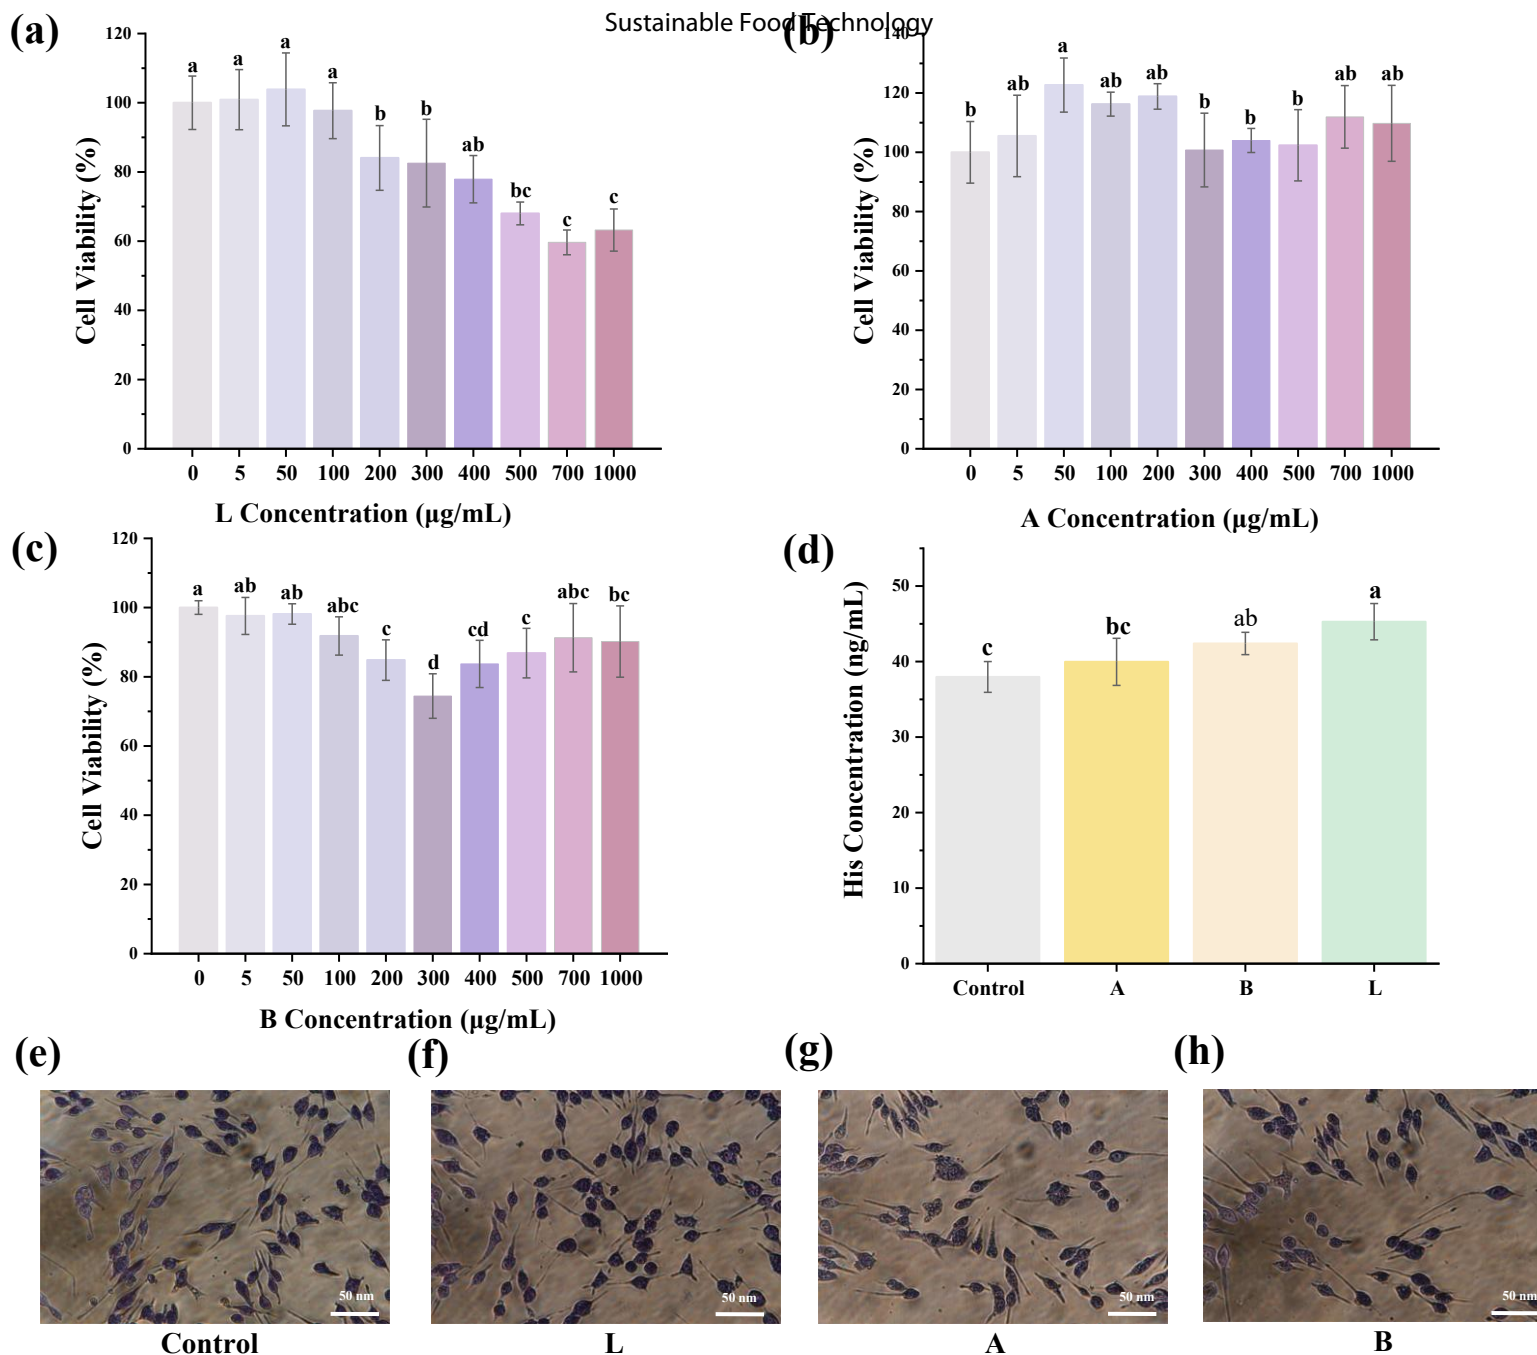 Sustainable Food Technology
(a)
120
100
80
60
40
20
0
Cell Viability (%)
a a a a b b ab bc c c
0 5 50 100 200 300 400 500 700 1000
L Concentration (μg/mL)
(b)
140
120
100
80
60
40
20
0
Cell Viability (%)
b ab a ab ab b b b ab ab
0 5 50 100 200 300 400 500 700 1000
A Concentration (μg/mL)
(c)
120
100
80
60
40
20
0
Cell Viability (%)
a ab ab abc c d cd c abc bc
0 5 50 100 200 300 400 500 700 1000
B Concentration (μg/mL)
(d)
50
40
30
20
10
0
His Concentration (ng/mL)
c bc ab a
Control A B L
(e)
50 nm
Control
(f)
50 nm
L
(g)
50 nm
A
(h)
50 nm
B